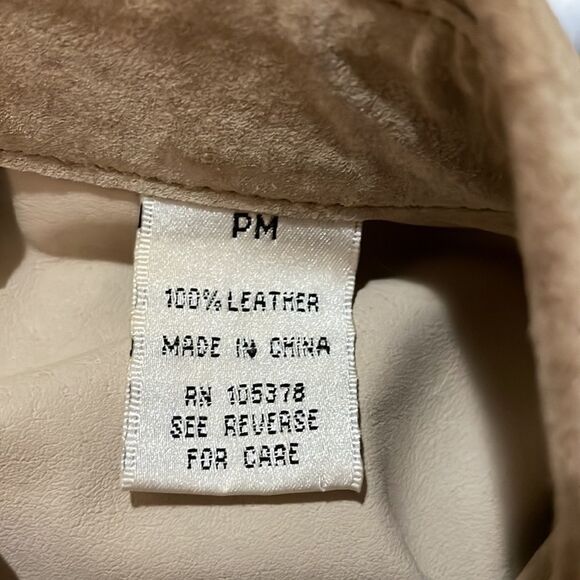 PM
100% LEATHER
MADE IN CHINA
RN 105378
SEE REVERSE
FOR CARE